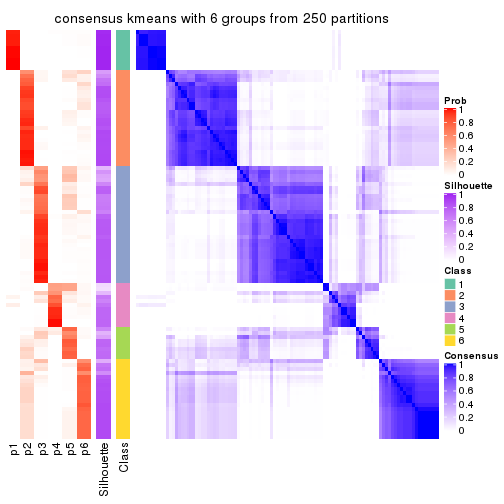 consensus kmeans with 6 groups from 250 partitions
Prob
1
0.8
0.6
0.4
0.2
0
Silhouette
1
0.8
0.6
0.4
0.2
0
Class
1
2
3
4
5
6
Consensus
1
0.8
0.6
0.4
0.2
0
p1
p2
p3
p4
p5
p6
Silhouette
Class